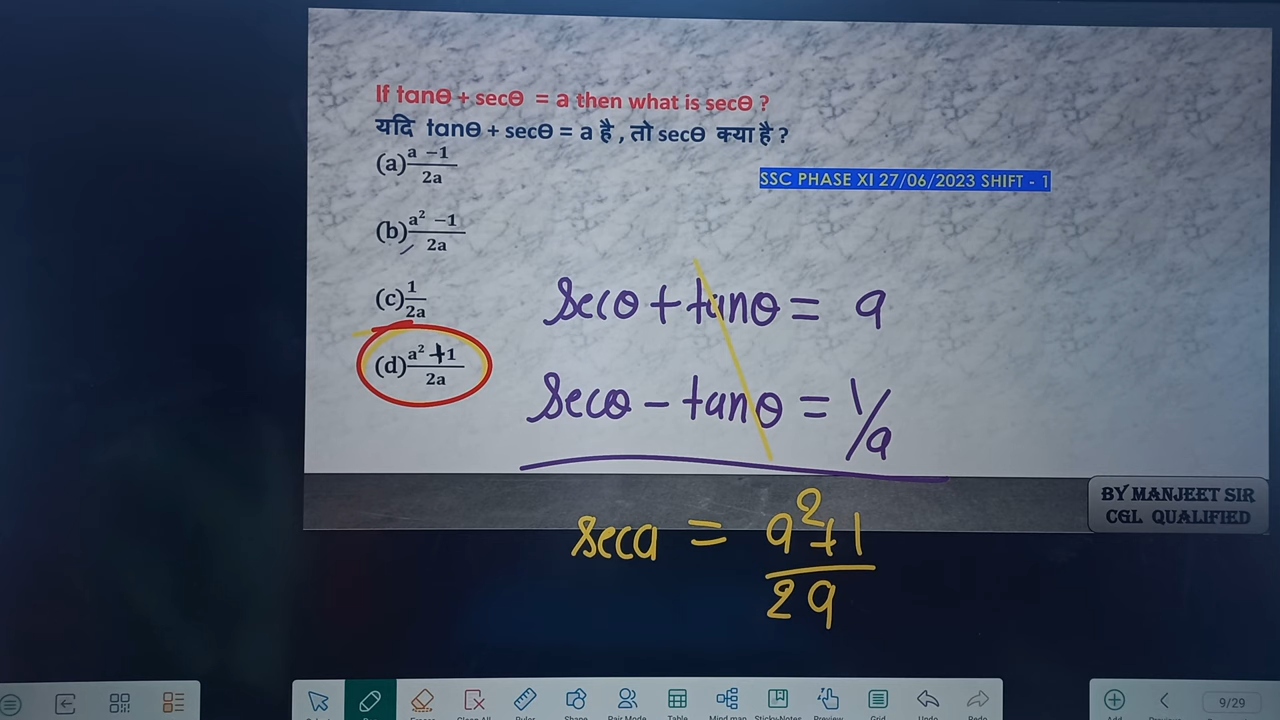 If tanθ + secθ = a then what is secθ ?
यदि tanθ + secθ = a है , तो secθ क्या है ?
(a) a −1 / 2a
SSC PHASE XI 27/06/2023 SHIFT - 1
(b) a² −1 / 2a
(c) 1 / 2a
(d) a² +1 / 2a
secθ + tanθ = a
secθ − tanθ = 1/a
seca = a²+1 / 2a
BY MANJEET SIR
CGL QUALIFIED
9/29